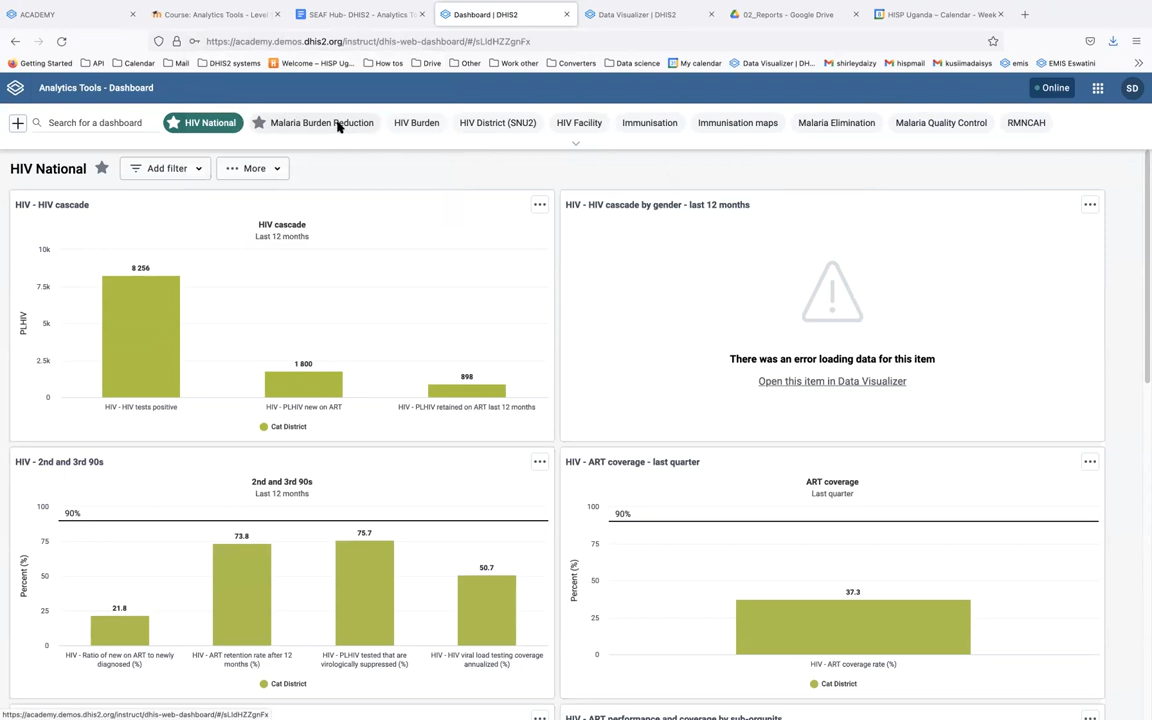 ACADEMY
Course: Analytics Tools – Level
SEAF Hub- DHIS2 - Analytics To
Dashboard | DHIS2
Data Visualizer | DHIS2
02_Reports - Google Drive
HISP Uganda – Calendar - Week
https://academy.demos.dhis2.org/instruct/dhis-web-dashboard/#/sLldHZZgnFx
Getting Started
API
Calendar
Mail
DHIS2 systems
Welcome – HISP Ug...
How tos
Drive
Other
Work other
Converters
Data science
My calendar
Data Visualizer | DH...
shirleydaizy
hispmail
kusiimadaisys
emis
EMIS Eswatini
Analytics Tools - Dashboard
Online
SD
Search for a dashboard
HIV National
Malaria Burden Reduction
HIV Burden
HIV District (SNU2)
HIV Facility
Immunisation
Immunisation maps
Malaria Elimination
Malaria Quality Control
RMNCAH
HIV National
Add filter
More
HIV - HIV cascade
HIV cascade
Last 12 months
10k
7.5k
5k
2.5k
0
PLHIV
8 256
1 800
898
HIV - HIV tests positive
HIV - PLHIV new on ART
HIV - PLHIV retained on ART last 12 months
Cat District
HIV - HIV cascade by gender - last 12 months
There was an error loading data for this item
Open this item in Data Visualizer
HIV - 2nd and 3rd 90s
2nd and 3rd 90s
Last 12 months
100
90%
75
50
25
0
Percent (%)
21.8
73.8
75.7
50.7
HIV - Ratio of new on ART to newly
diagnosed (%)
HIV - ART retention rate after 12
months (%)
HIV - PLHIV tested that are
virologically suppressed (%)
HIV - HIV viral load testing coverage
annualized (%)
Cat District
HIV - ART coverage - last quarter
ART coverage
Last quarter
100
90%
75
50
25
0
Percent (%)
37.3
HIV - ART coverage rate (%)
Cat District
HIV - ART performance and coverage by sub-orgunits
https://academy.demos.dhis2.org/instruct/dhis-web-dashboard/#/sLldHZZgnFx